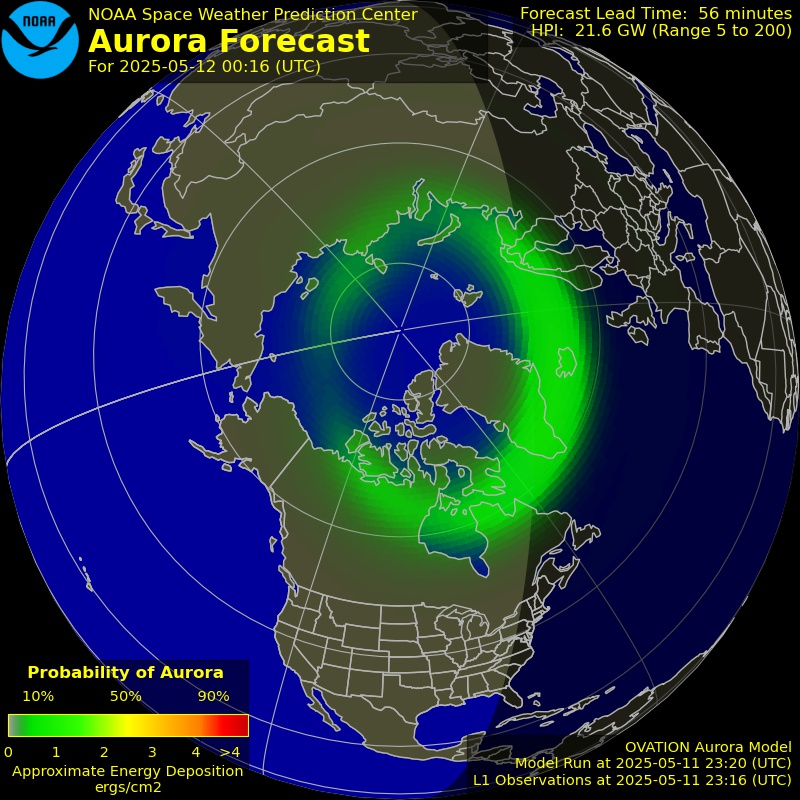 NOAA
NOAA Space Weather Prediction Center
Aurora Forecast
For 2025-05-12 00:16 (UTC)
Forecast Lead Time: 56 minutes
HPI: 21.6 GW (Range 5 to 200)
Probability of Aurora
10% 50% 90%
0 1 2 3 4 >4
Approximate Energy Deposition
ergs/cm2
OVATION Aurora Model
Model Run at 2025-05-11 23:20 (UTC)
L1 Observations at 2025-05-11 23:16 (UTC)